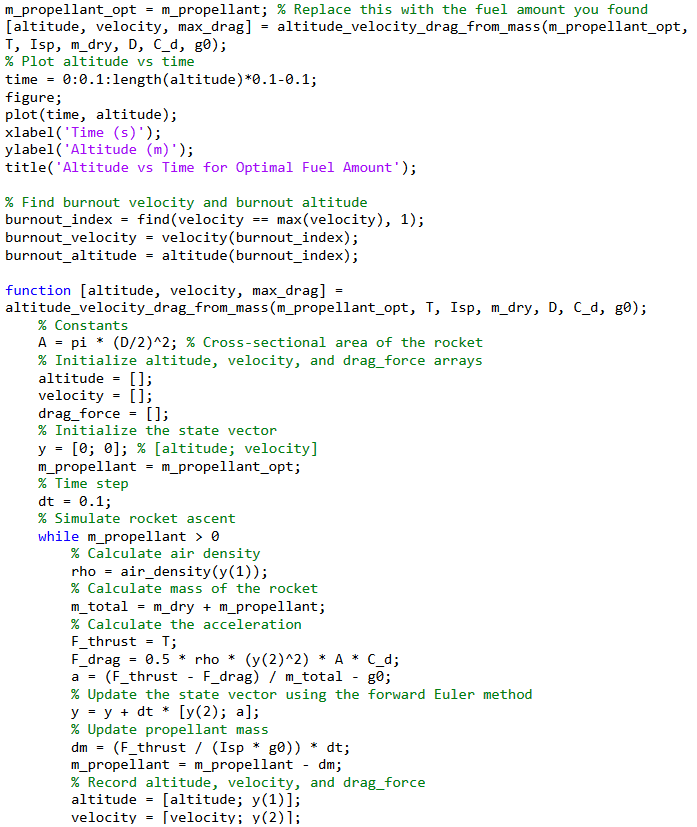 m_propellant_opt = m_propellant; % Replace this with the fuel amount you found
[altitude, velocity, max_drag] = altitude_velocity_drag_from_mass(m_propellant_opt,
T, Isp, m_dry, D, C_d, g0);
% Plot altitude vs time
time = 0:0.1:length(altitude)*0.1-0.1;
figure;
plot(time, altitude);
xlabel('Time (s)');
ylabel('Altitude (m)');
title('Altitude vs Time for Optimal Fuel Amount');

% Find burnout velocity and burnout altitude
burnout_index = find(velocity == max(velocity), 1);
burnout_velocity = velocity(burnout_index);
burnout_altitude = altitude(burnout_index);

function [altitude, velocity, max_drag] =
altitude_velocity_drag_from_mass(m_propellant_opt, T, Isp, m_dry, D, C_d, g0);
    % Constants
    A = pi * (D/2)^2; % Cross-sectional area of the rocket
    % Initialize altitude, velocity, and drag_force arrays
    altitude = [];
    velocity = [];
    drag_force = [];
    % Initialize the state vector
    y = [0; 0]; % [altitude; velocity]
    m_propellant = m_propellant_opt;
    % Time step
    dt = 0.1;
    % Simulate rocket ascent
    while m_propellant > 0
        % Calculate air density
        rho = air_density(y(1));
        % Calculate mass of the rocket
        m_total = m_dry + m_propellant;
        % Calculate the acceleration
        F_thrust = T;
        F_drag = 0.5 * rho * (y(2)^2) * A * C_d;
        a = (F_thrust - F_drag) / m_total - g0;
        % Update the state vector using the forward Euler method
        y = y + dt * [y(2); a];
        % Update propellant mass
        dm = (F_thrust / (Isp * g0)) * dt;
        m_propellant = m_propellant - dm;
        % Record altitude, velocity, and drag_force
        altitude = [altitude; y(1)];
        velocity = [velocity; y(2)];